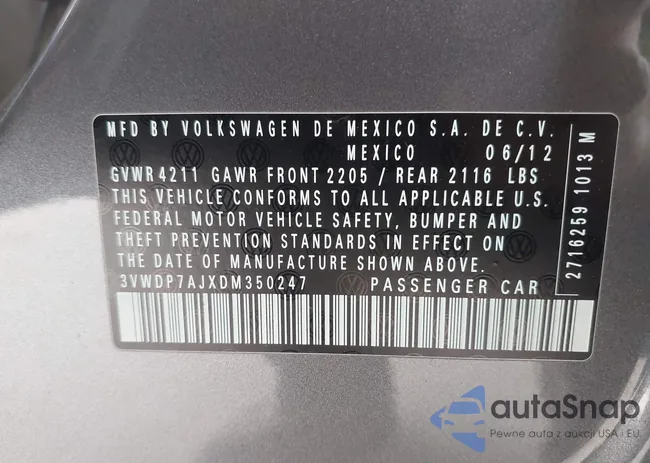 MFD BY VOLKSWAGEN DE MEXICO S.A. DE C.V.
MEXICO 06/12
GVWR 4211 GAWR FRONT 2205 / REAR 2116 LBS
THIS VEHICLE CONFORMS TO ALL APPLICABLE U.S.
FEDERAL MOTOR VEHICLE SAFETY, BUMPER AND
THEFT PREVENTION STANDARDS IN EFFECT ON
THE DATE OF MANUFACTURE SHOWN ABOVE.
3VWDP7AJXDM350247 PASSENGER CAR
2716259 1013 M
autaSnap
Pewne auta z aukcji USA i EU